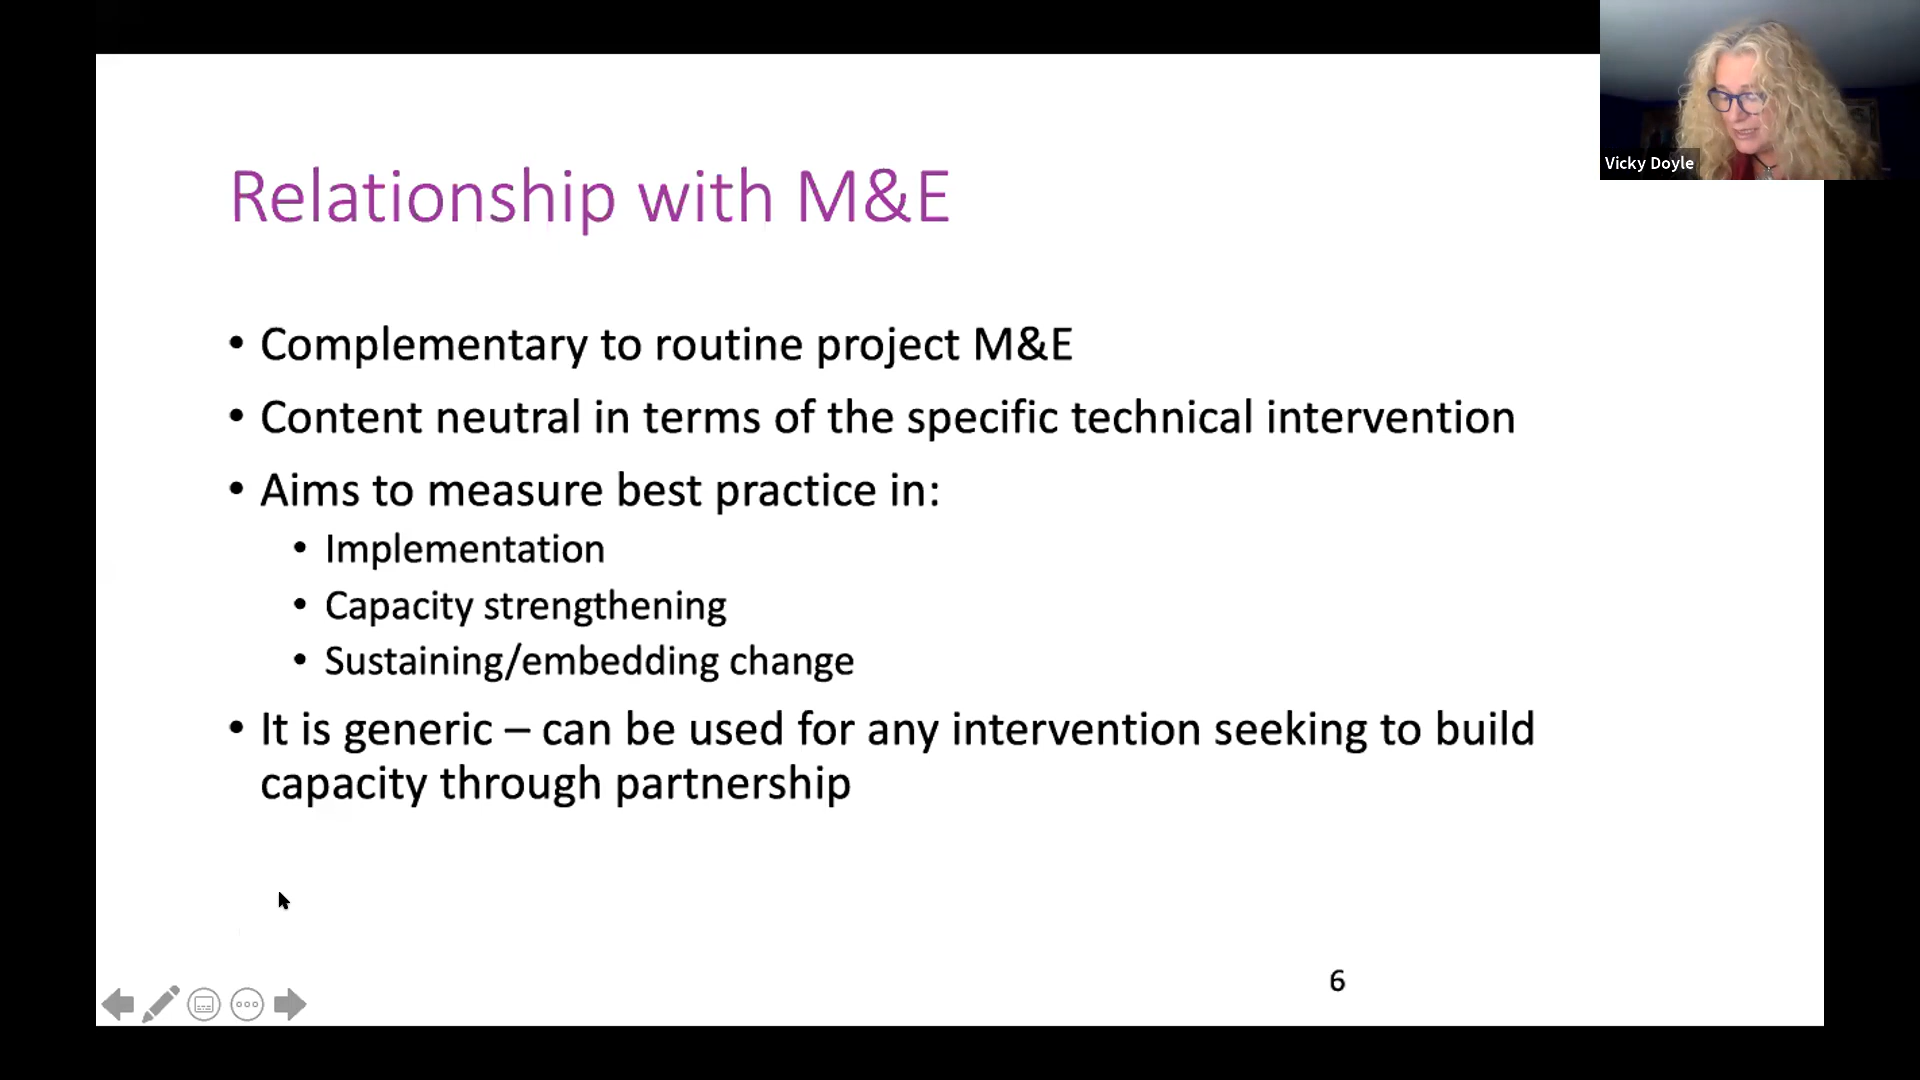 Vicky Doyle
Relationship with M&E
• Complementary to routine project M&E
• Content neutral in terms of the specific technical intervention
• Aims to measure best practice in:
• Implementation
• Capacity strengthening
• Sustaining/embedding change
• It is generic – can be used for any intervention seeking to build
capacity through partnership
6